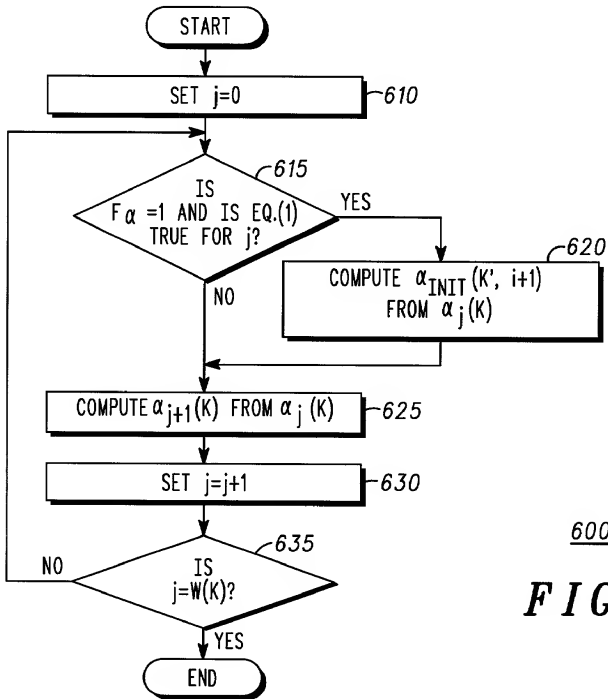 START
SET j=0
610
615
IS
Fα =1 AND IS EQ.(1)
TRUE FOR j?
YES
NO
620
COMPUTE αINIT(K', i+1)
FROM αj(K)
COMPUTE αj+1(K) FROM αj(K)
625
SET j=j+1
630
635
IS
j=W(K)?
NO
YES
END
600
FIG